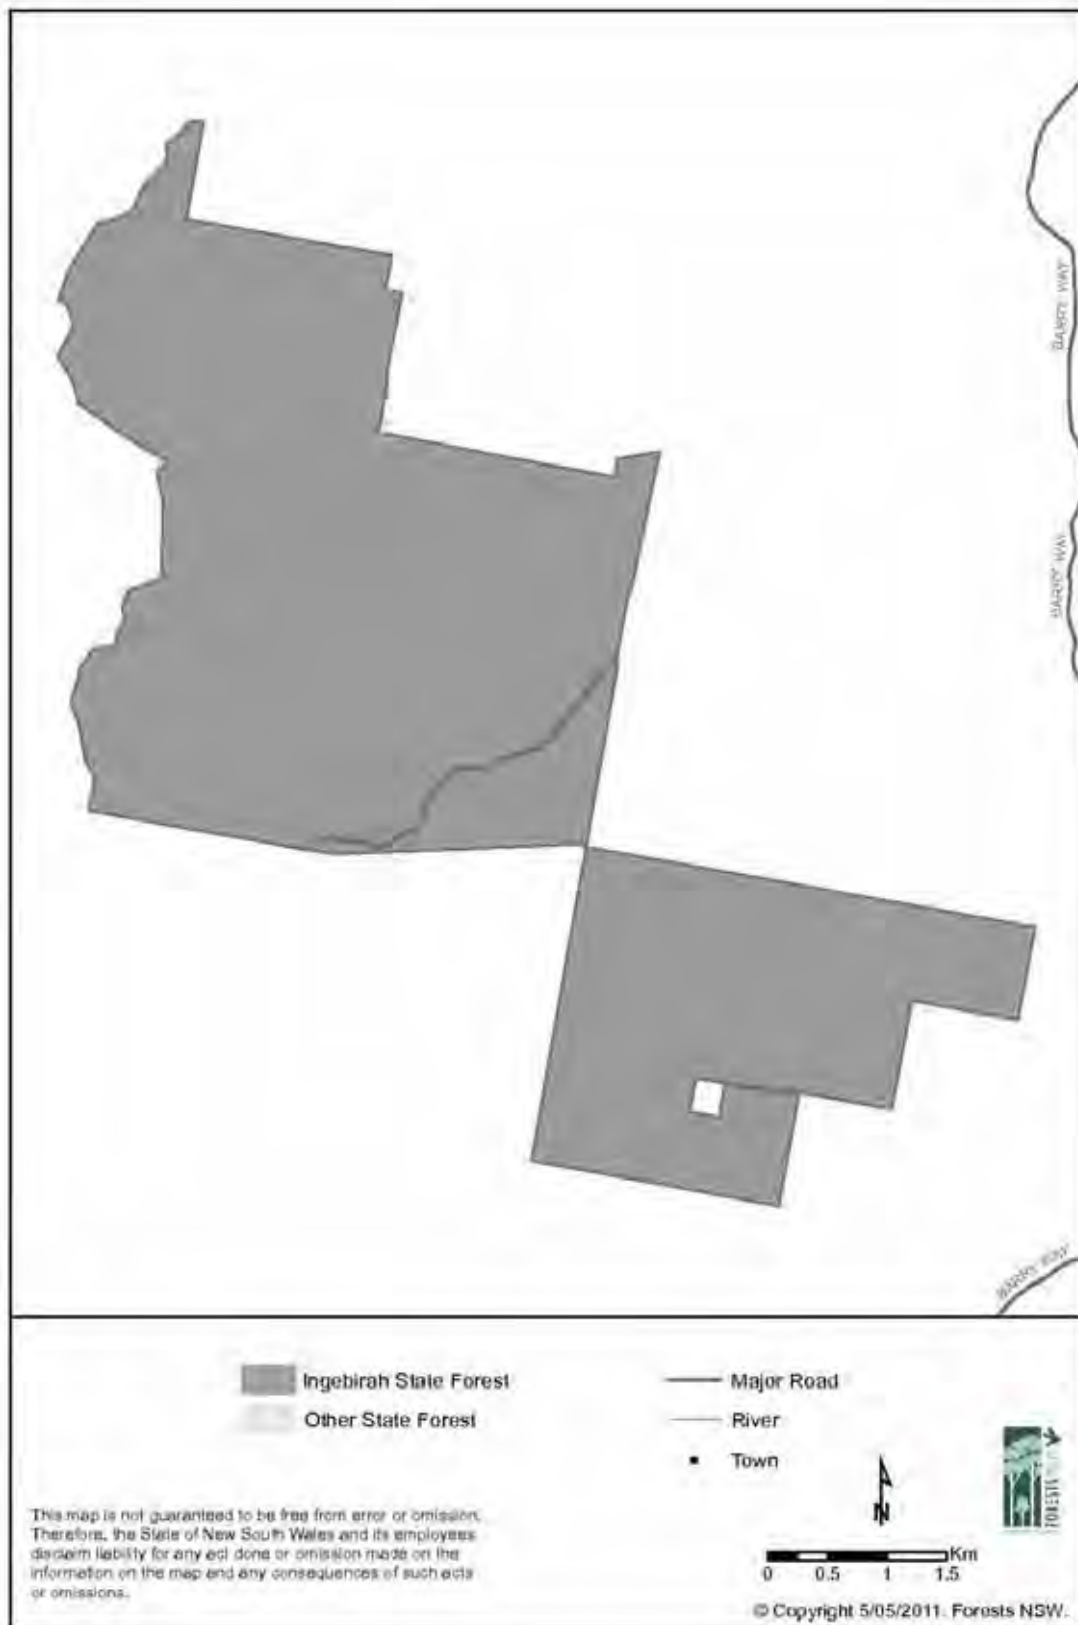 BARRY WAY
BARRY WAY
BARRY WAY
Ingebirah State Forest
Other State Forest
Major Road
River
Town
N
FORESTS
This map is not guaranteed to be free from error or omission.
Therefore, the State of New South Wales and its employees
disclaim liability for any act done or omission made on the
information on the map and any consequences of such acts
or omissions.
Km
0 0.5 1 1.5
© Copyright 5/05/2011. Forests NSW.